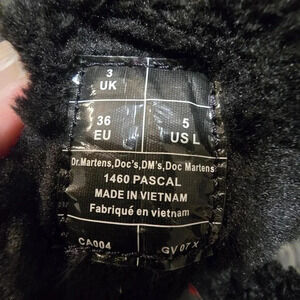 3
UK
36
EU
5
US L
Dr.Martens,Doc's,DM's,Doc Martens
1460 PASCAL
MADE IN VIETNAM
Fabriqué en vietnam
CA004
GV 07 X